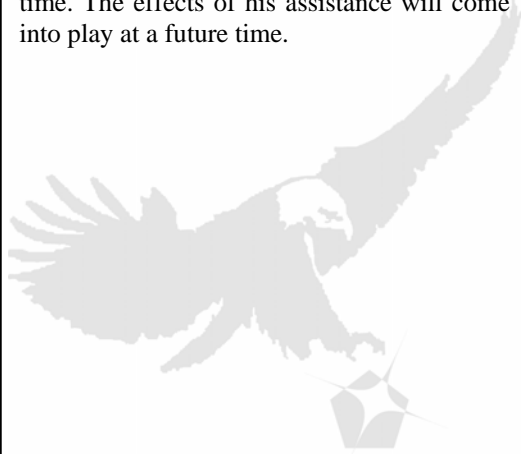 time. The effects of his assistance will come
into play at a future time.